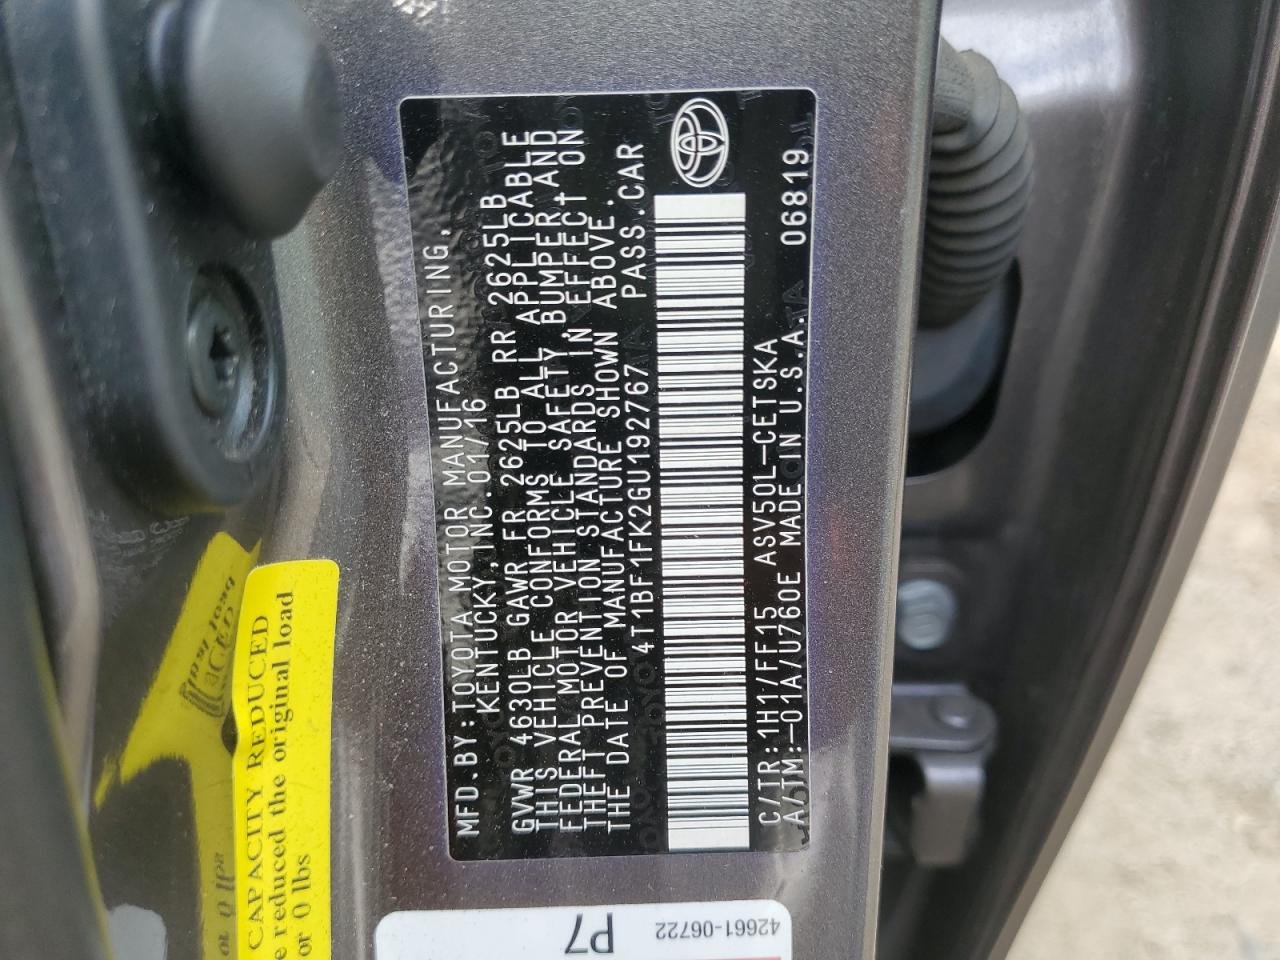 MFD.BY:TOYOTA MOTOR MANUFACTURING,
KENTUCKY,INC. 01/16
GVWR 4630LB GAWR FR 2625LB RR 2625LB
THIS VEHICLE CONFORMS TO ALL APPLICABLE
FEDERAL MOTOR VEHICLE SAFETY,BUMPER,AND
THEFT PREVENTION STANDARDS IN EFFECT ON
THE DATE OF MANUFACTURE SHOWN ABOVE.
4T1BF1FK2GU192767 PASS.CAR
C/TR:1H1/FF15 ASV50L-CETSKA
A/TM:-01A/U760E MADE IN U.S.A. 06819
CAPACITY REDUCED
reduced the original load
or 0 lbs
42661-06722
P7